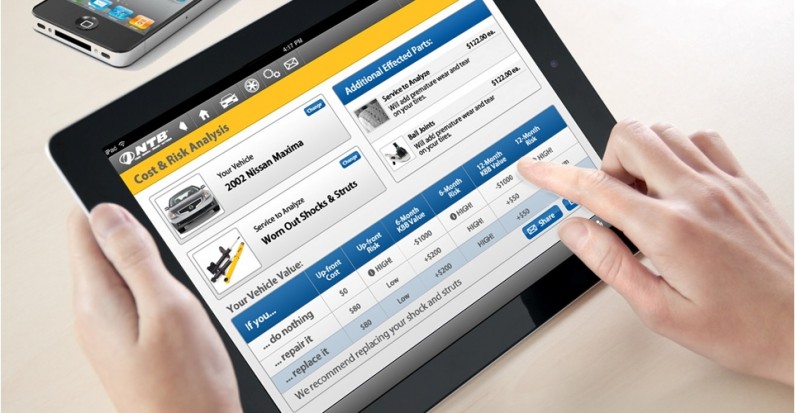 iPad
4:17 PM
NTB
Cost & Risk Analysis
Your Vehicle
Change
2002 Nissan Maxima
Service to Analyze
Change
Worn Out Shocks & Struts
Additional Effected Parts:
Service to Analyze $122.00 ea.
Will add premature wear and tear
on your tires.
Ball Joints $122.00 ea.
Will add premature wear and tear
on your tires.
Your Vehicle Value:
If you... Up-front Cost Up-front Risk 6-Month KBB Value 6-Month Risk 12-Month KBB Value 12-Month Risk
... do nothing $0 HIGH! -$1000 HIGH! -$1000 HIGH!
... repair it $80 Low +$200 HIGH! +$50
... replace it $80 Low +$200 HIGH! +$50
We recommend replacing your shock and struts
Share